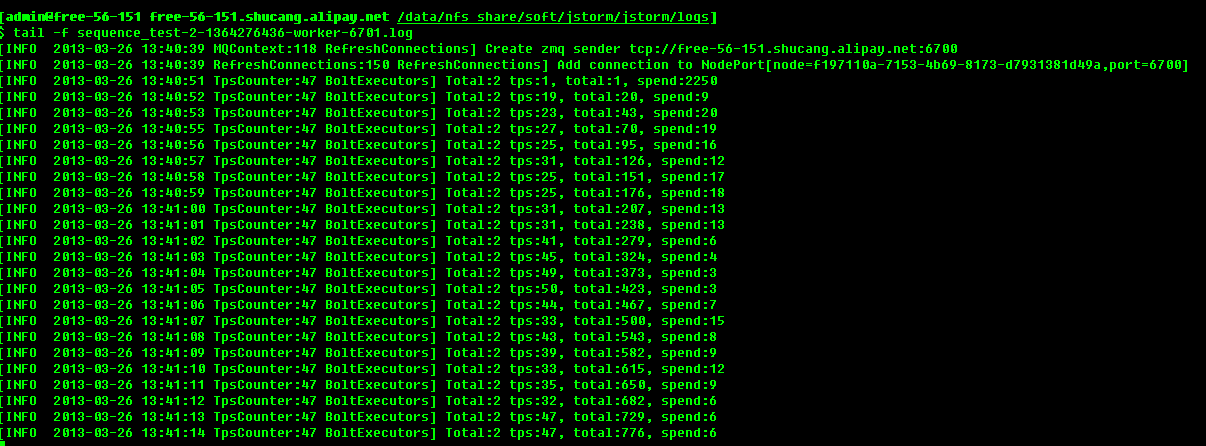 [admin@free-56-151 free-56-151.shucang.alipay.net /data/nfs_share/soft/jstorm/jstorm/logs]
$ tail -f sequence_test-2-1364276436-worker-6701.log
[INFO  2013-03-26 13:40:39 MQContext:118 RefreshConnections] Create zmq sender tcp://free-56-151.shucang.alipay.net:6700
[INFO  2013-03-26 13:40:39 RefreshConnections:150 RefreshConnections] Add connection to NodePort[node=f197110a-7153-4b69-8173-d7931381d49a,port=6700]
[INFO  2013-03-26 13:40:51 TpsCounter:47 BoltExecutors] Total:2 tps:1, total:1, spend:2250
[INFO  2013-03-26 13:40:52 TpsCounter:47 BoltExecutors] Total:2 tps:19, total:20, spend:9
[INFO  2013-03-26 13:40:53 TpsCounter:47 BoltExecutors] Total:2 tps:23, total:43, spend:20
[INFO  2013-03-26 13:40:55 TpsCounter:47 BoltExecutors] Total:2 tps:27, total:70, spend:19
[INFO  2013-03-26 13:40:56 TpsCounter:47 BoltExecutors] Total:2 tps:25, total:95, spend:16
[INFO  2013-03-26 13:40:57 TpsCounter:47 BoltExecutors] Total:2 tps:31, total:126, spend:12
[INFO  2013-03-26 13:40:58 TpsCounter:47 BoltExecutors] Total:2 tps:25, total:151, spend:17
[INFO  2013-03-26 13:40:59 TpsCounter:47 BoltExecutors] Total:2 tps:25, total:176, spend:18
[INFO  2013-03-26 13:41:00 TpsCounter:47 BoltExecutors] Total:2 tps:31, total:207, spend:13
[INFO  2013-03-26 13:41:01 TpsCounter:47 BoltExecutors] Total:2 tps:31, total:238, spend:13
[INFO  2013-03-26 13:41:02 TpsCounter:47 BoltExecutors] Total:2 tps:41, total:279, spend:6
[INFO  2013-03-26 13:41:03 TpsCounter:47 BoltExecutors] Total:2 tps:45, total:324, spend:4
[INFO  2013-03-26 13:41:04 TpsCounter:47 BoltExecutors] Total:2 tps:49, total:373, spend:3
[INFO  2013-03-26 13:41:05 TpsCounter:47 BoltExecutors] Total:2 tps:50, total:423, spend:3
[INFO  2013-03-26 13:41:06 TpsCounter:47 BoltExecutors] Total:2 tps:44, total:467, spend:7
[INFO  2013-03-26 13:41:07 TpsCounter:47 BoltExecutors] Total:2 tps:33, total:500, spend:15
[INFO  2013-03-26 13:41:08 TpsCounter:47 BoltExecutors] Total:2 tps:43, total:543, spend:8
[INFO  2013-03-26 13:41:09 TpsCounter:47 BoltExecutors] Total:2 tps:39, total:582, spend:9
[INFO  2013-03-26 13:41:10 TpsCounter:47 BoltExecutors] Total:2 tps:33, total:615, spend:12
[INFO  2013-03-26 13:41:11 TpsCounter:47 BoltExecutors] Total:2 tps:35, total:650, spend:9
[INFO  2013-03-26 13:41:12 TpsCounter:47 BoltExecutors] Total:2 tps:32, total:682, spend:6
[INFO  2013-03-26 13:41:13 TpsCounter:47 BoltExecutors] Total:2 tps:47, total:729, spend:6
[INFO  2013-03-26 13:41:14 TpsCounter:47 BoltExecutors] Total:2 tps:47, total:776, spend:6